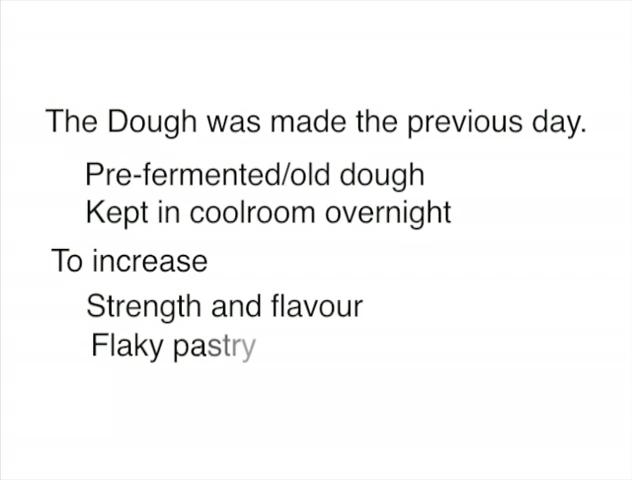 The Dough was made the previous day.
Pre-fermented/old dough
Kept in coolroom overnight
To increase
Strength and flavour
Flaky pastry